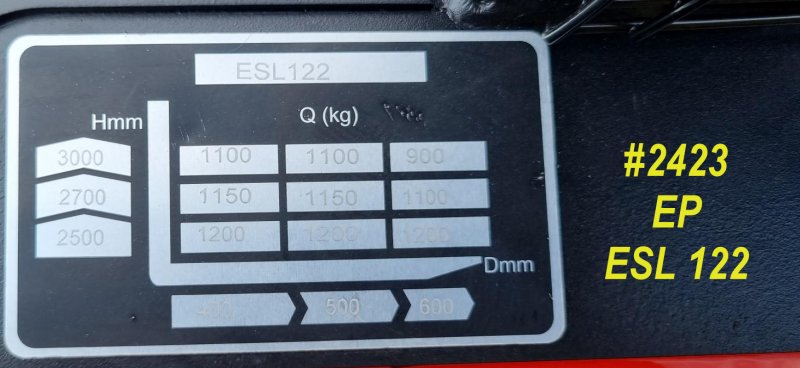 ESL122
Hmm
Q (kg)
3000 1100 1100 900
2700 1150 1150 1100
2500 1200 1200 1200
Dmm
400 500 600
#2423
EP
ESL 122